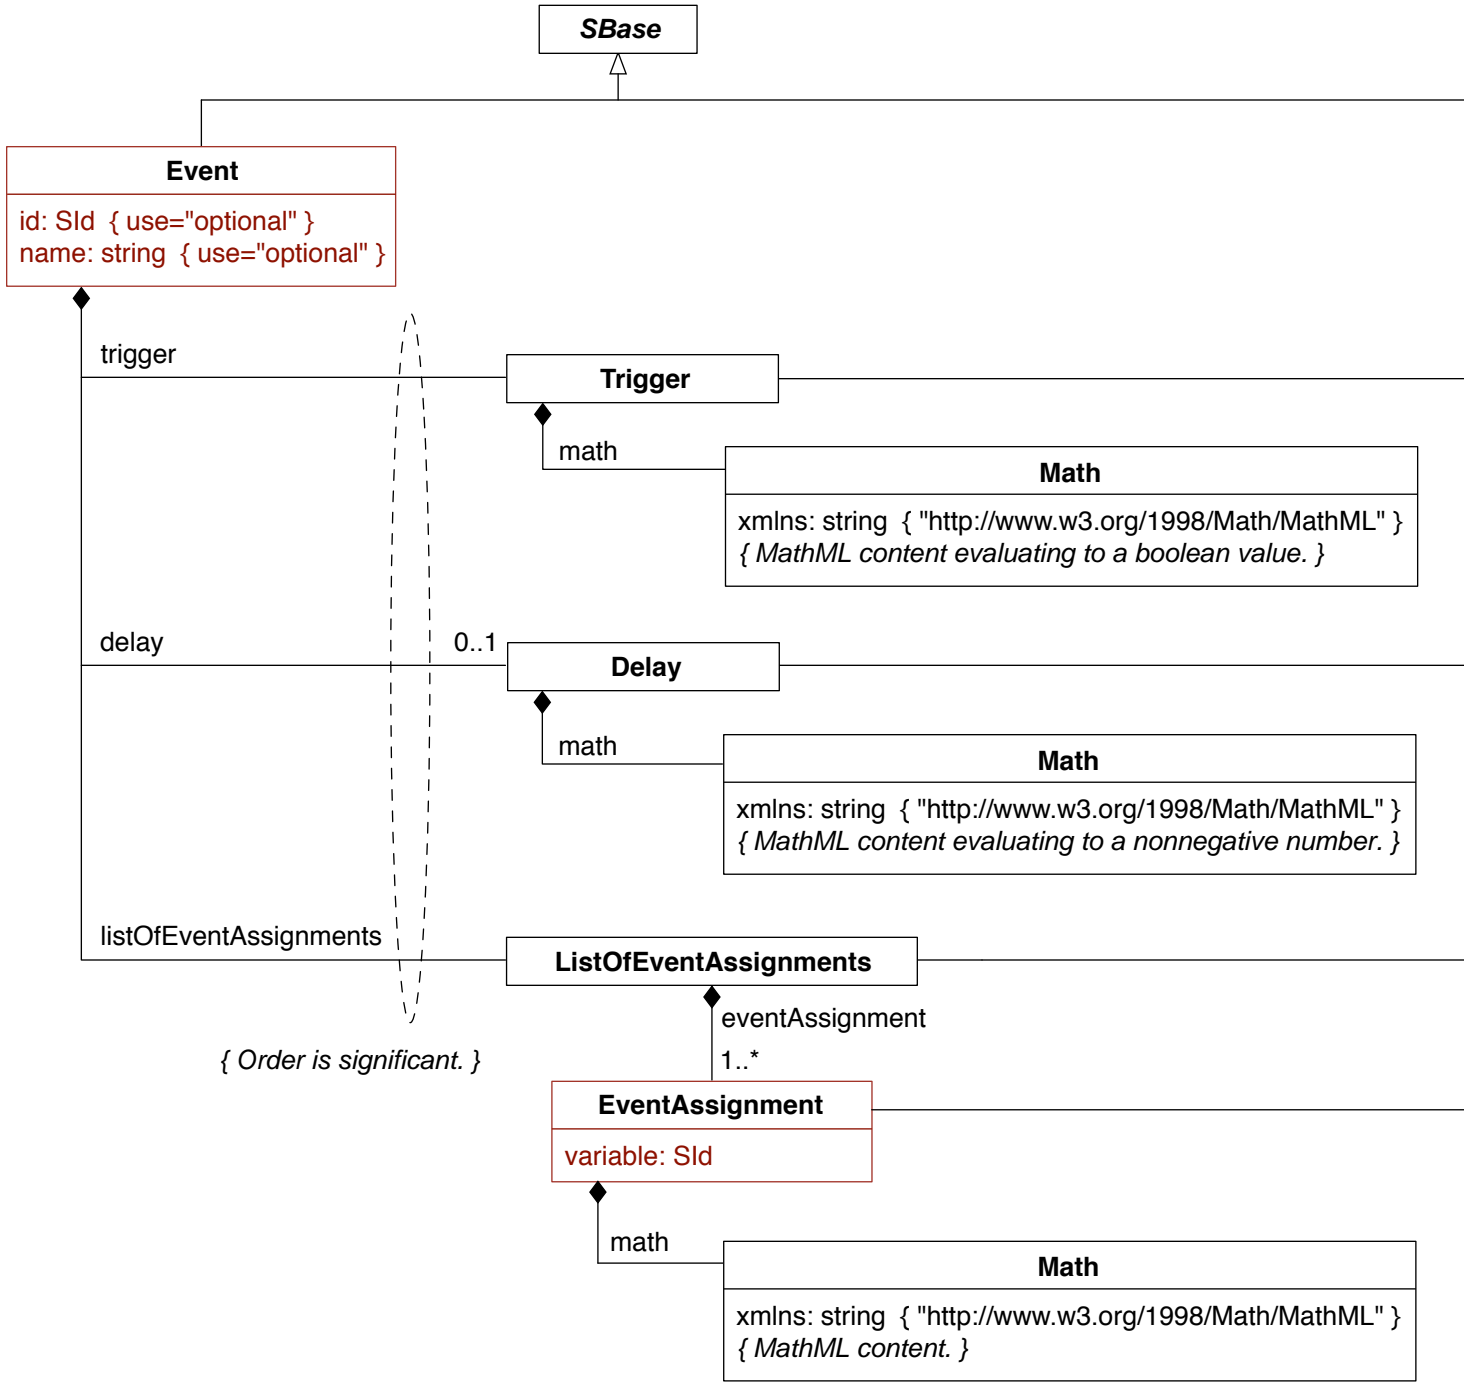 SBase
Event
id: SId { use="optional" }
name: string { use="optional" }
trigger
Trigger
math
Math
xmlns: string { "http://www.w3.org/1998/Math/MathML" }
{ MathML content evaluating to a boolean value. }
delay
0..1
Delay
math
Math
xmlns: string { "http://www.w3.org/1998/Math/MathML" }
{ MathML content evaluating to a nonnegative number. }
listOfEventAssignments
ListOfEventAssignments
eventAssignment
{ Order is significant. }
1..*
EventAssignment
variable: SId
math
Math
xmlns: string { "http://www.w3.org/1998/Math/MathML" }
{ MathML content. }